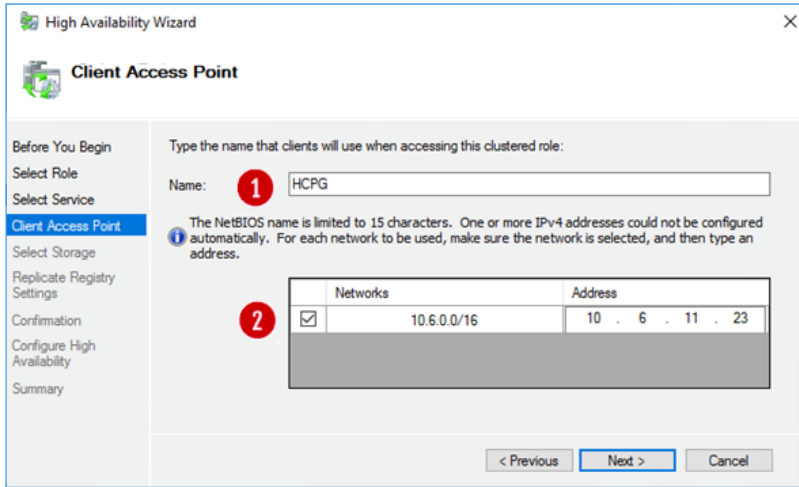 High Availability Wizard
Client Access Point
Before You Begin
Select Role
Select Service
Client Access Point
Select Storage
Replicate Registry
Settings
Confirmation
Configure High
Availability
Summary
Type the name that clients will use when accessing this clustered role:
Name:
1
HCPG
The NetBIOS name is limited to 15 characters. One or more IPv4 addresses could not be configured
automatically. For each network to be used, make sure the network is selected, and then type an
address.
2
Networks Address
10.6.0.0/16 10 . 6 . 11 . 23
< Previous Next > Cancel